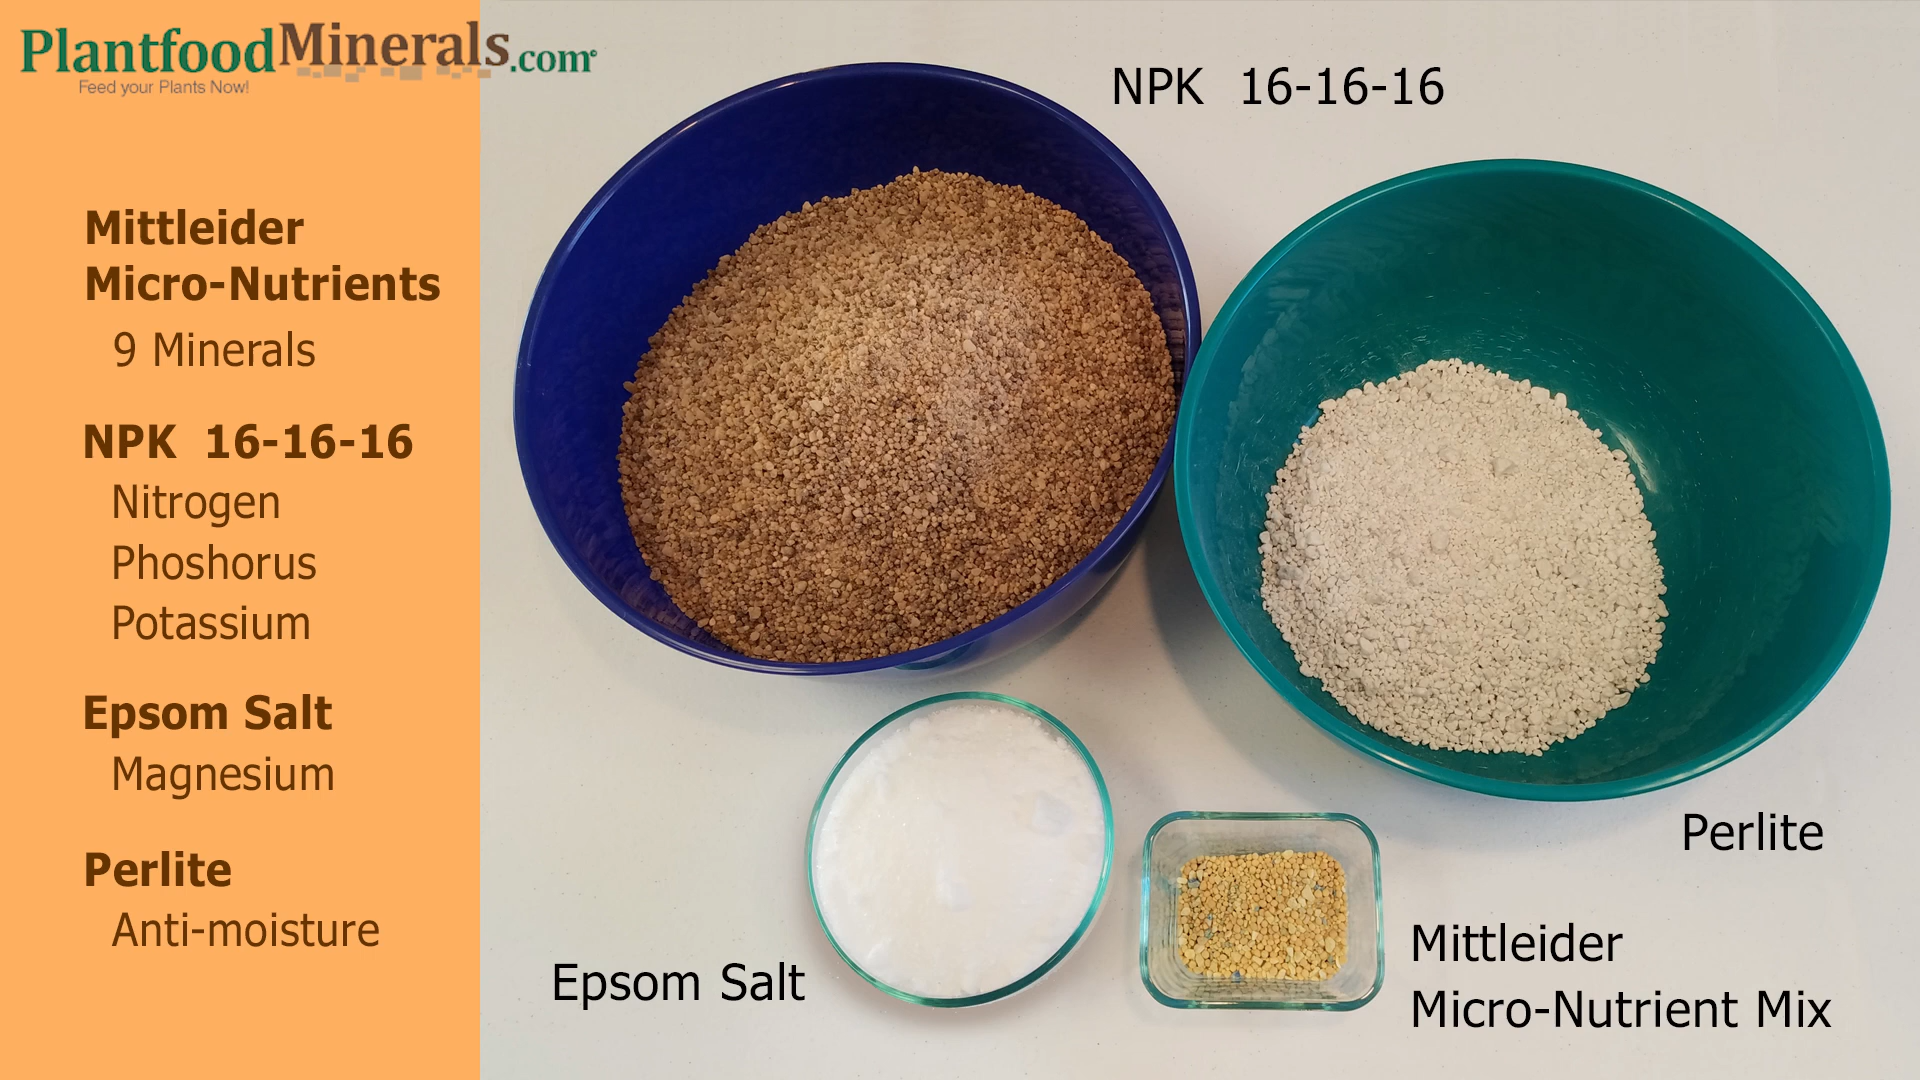 PlantfoodMinerals.com
Feed your Plants Now!
Mittleider
Micro-Nutrients
9 Minerals
NPK 16-16-16
Nitrogen
Phoshorus
Potassium
Epsom Salt
Magnesium
Perlite
Anti-moisture
NPK 16-16-16
Perlite
Epsom Salt
Mittleider
Micro-Nutrient Mix